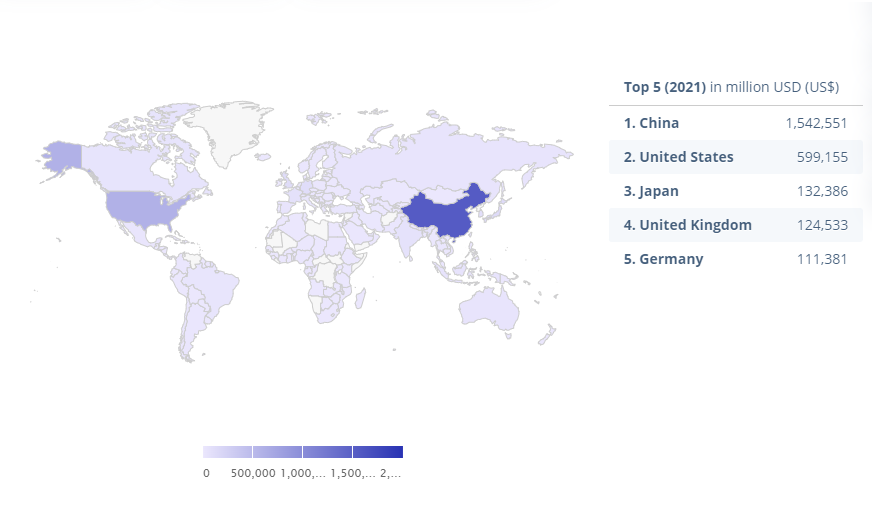 Top 5 (2021) in million USD (US$)
1. China 1,542,551
2. United States 599,155
3. Japan 132,386
4. United Kingdom 124,533
5. Germany 111,381
0 500,000 1,000,... 1,500,... 2,...